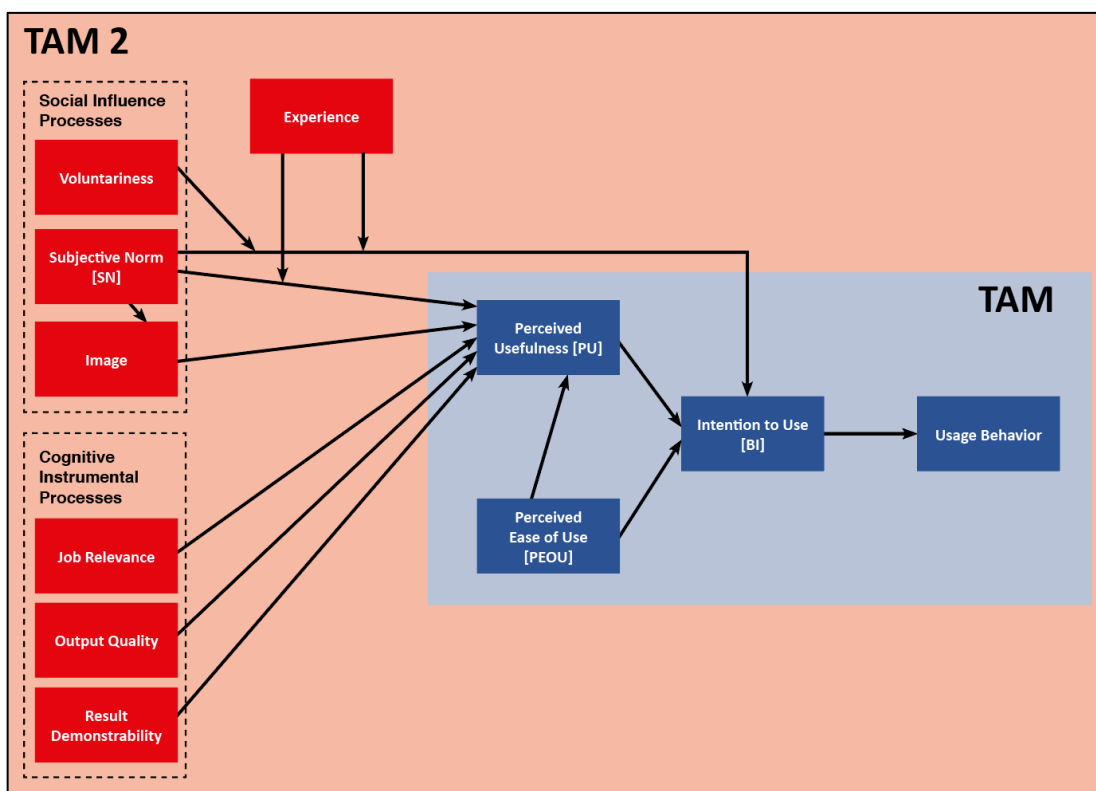 TAM 2
Social Influence
Processes
Voluntariness
Subjective Norm
[SN]
Image
Experience
Cognitive
Instrumental
Processes
Job Relevance
Output Quality
Result
Demonstrability
TAM
Perceived
Usefulness [PU]
Perceived
Ease of Use
[PEOU]
Intention to Use
[BI]
Usage Behavior